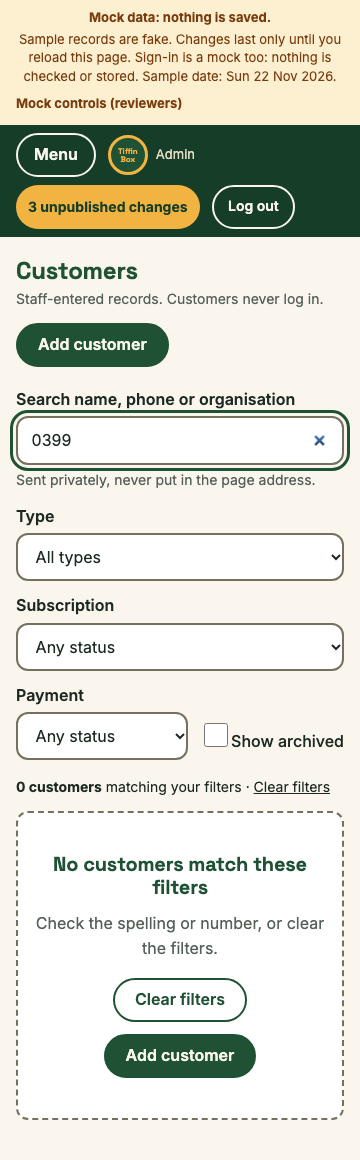 Mock data: nothing is saved.
Sample records are fake. Changes last only until you
reload this page. Sign-in is a mock too: nothing is
checked or stored. Sample date: Sun 22 Nov 2026.
Mock controls (reviewers)
Menu
Tiffin
Box
Admin
3 unpublished changes
Log out
Customers
Staff-entered records. Customers never log in.
Add customer
Search name, phone or organisation
0399
Sent privately, never put in the page address.
Type
All types
Subscription
Any status
Payment
Any status
Show archived
0 customers matching your filters · Clear filters
No customers match these
filters
Check the spelling or number, or clear
the filters.
Clear filters
Add customer